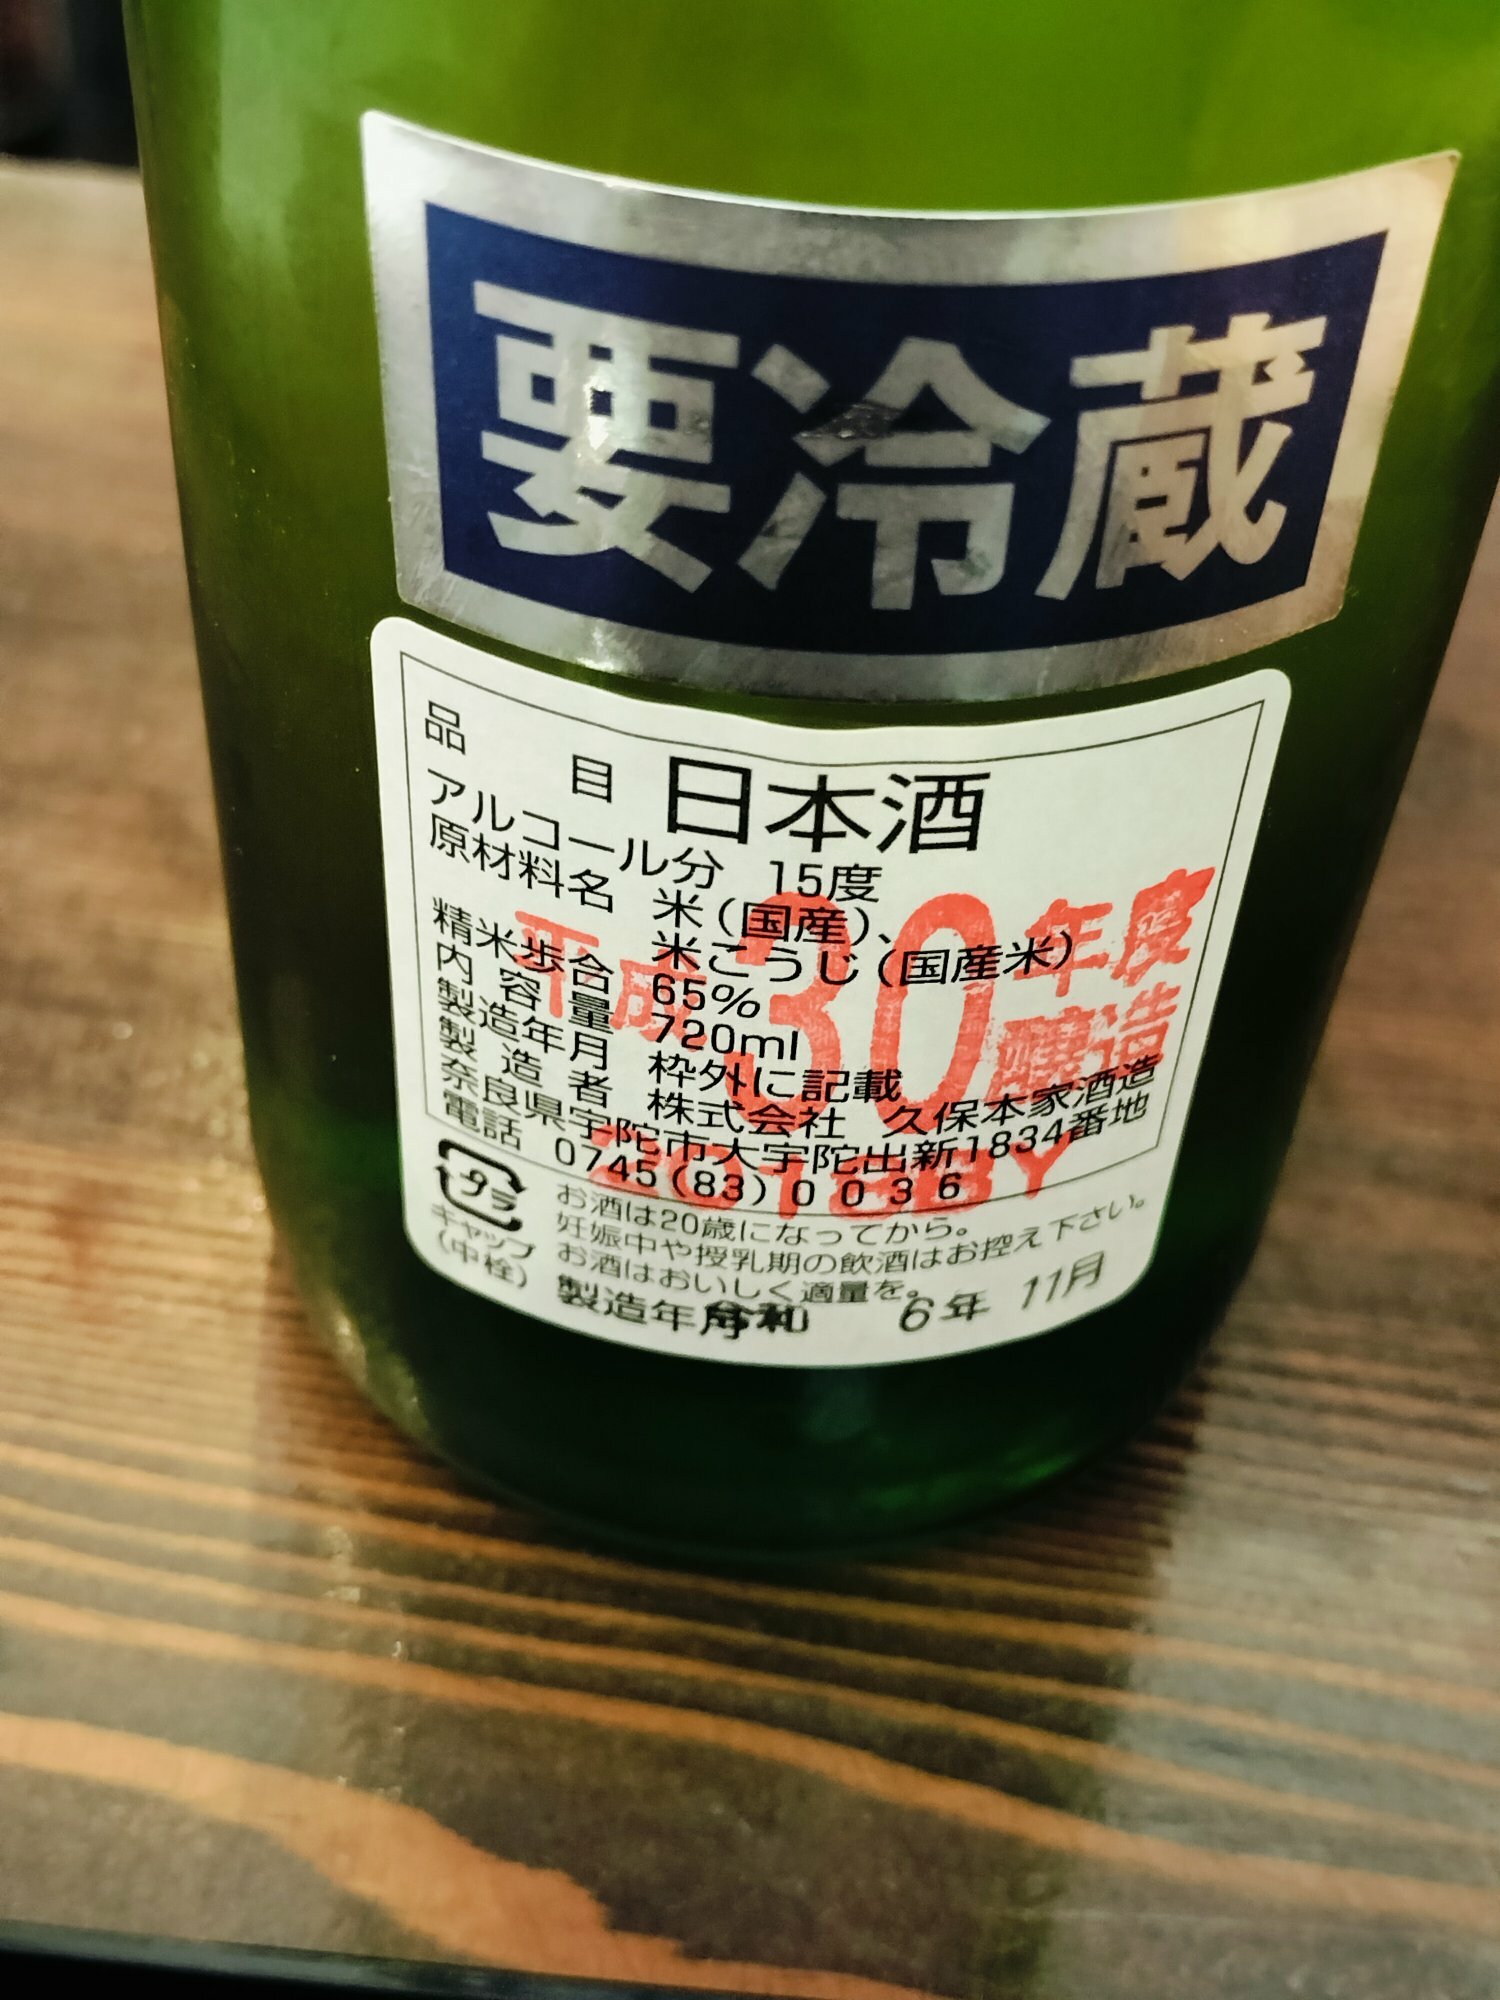 要冷蔵
品目 日本酒
アルコール分 15度
原材料名 米(国産)、
米こうじ(国産米)
精米歩合 65%
内容量 720ml
製造年月 枠外に記載
製造者 株式会社 久保本家酒造
奈良県宇陀市大宇陀出新1834番地
電話 0745(83)0036
平成30年度
醸造
2018BY
プラ
キャップ
(中栓)
お酒は20歳になってから。
妊娠中や授乳期の飲酒はお控え下さい。
お酒はおいしく適量を。
製造年月 令和 6年 11月